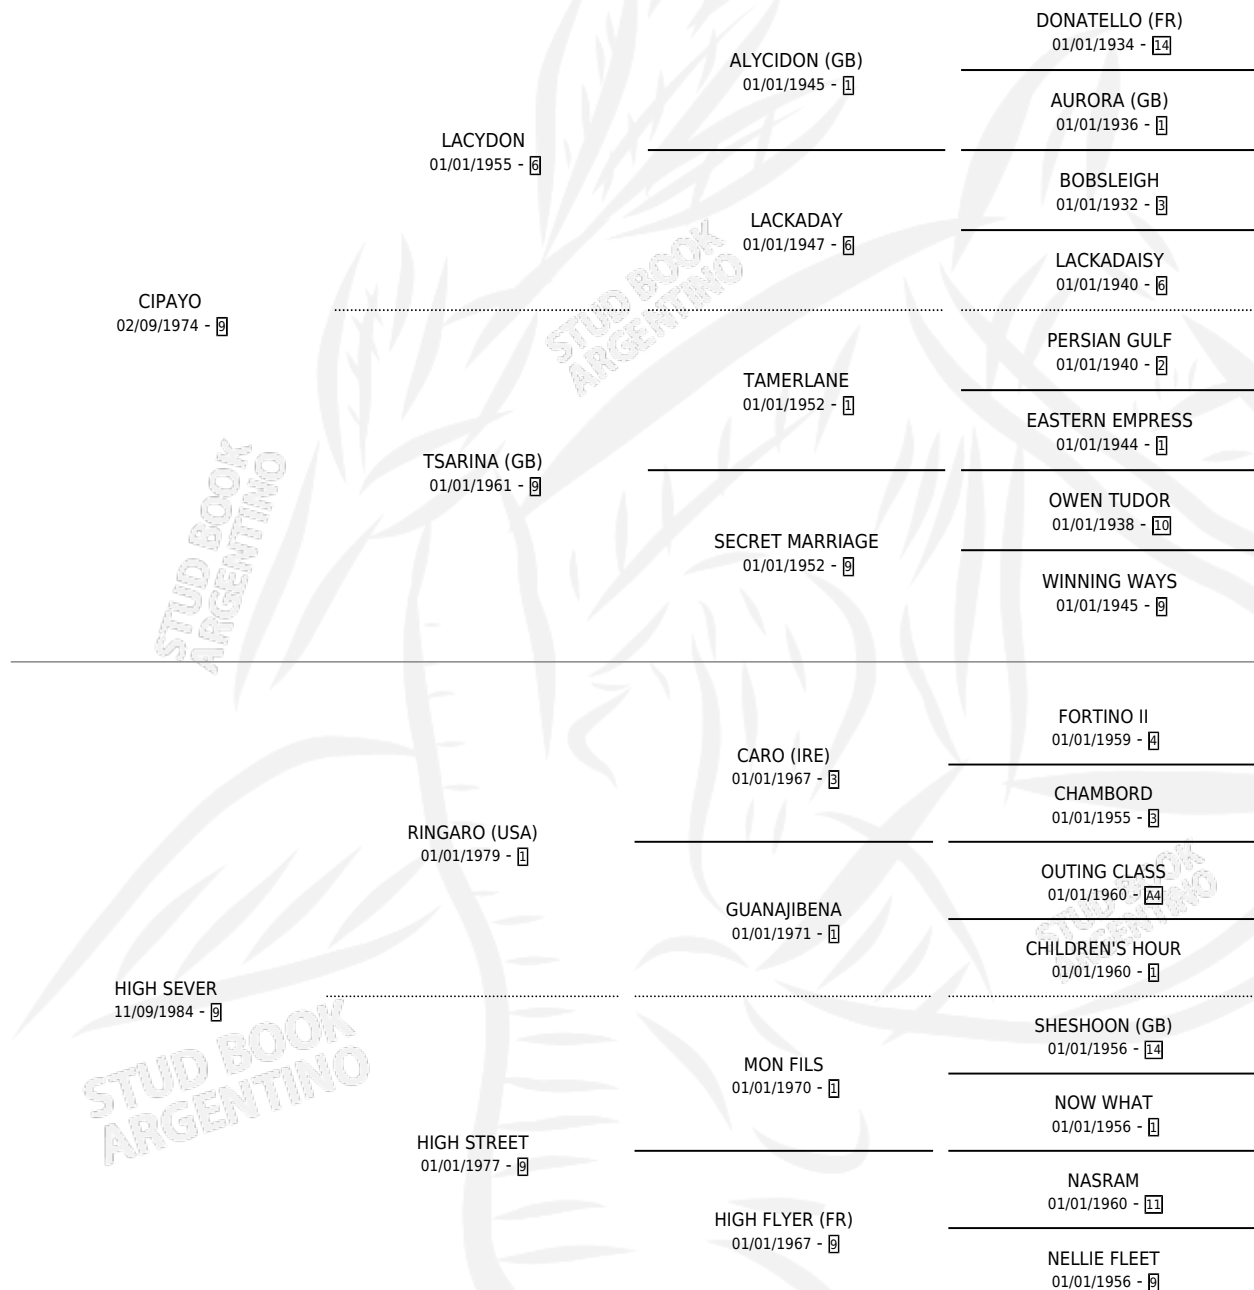 DONATELLO (FR)
01/01/1934 - 14
ALYCIDON (GB)
01/01/1945 - 1
AURORA (GB)
01/01/1936 - 1
LACYDON
01/01/1955 - 6
BOBSLEIGH
01/01/1932 - 3
LACKADAY
01/01/1947 - 6
LACKADAISY
01/01/1940 - 6
CIPAYO
02/09/1974 - 9
PERSIAN GULF
01/01/1940 - 2
TAMERLANE
01/01/1952 - 1
EASTERN EMPRESS
01/01/1944 - 1
TSARINA (GB)
01/01/1961 - 9
OWEN TUDOR
01/01/1938 - 10
SECRET MARRIAGE
01/01/1952 - 9
WINNING WAYS
01/01/1945 - 9
FORTINO II
01/01/1959 - 4
CARO (IRE)
01/01/1967 - 3
CHAMBORD
01/01/1955 - 3
RINGARO (USA)
01/01/1979 - 1
OUTING CLASS
01/01/1960 - A4
GUANAJIBENA
01/01/1971 - 1
CHILDREN'S HOUR
01/01/1960 - 1
HIGH SEVER
11/09/1984 - 9
SHESHOON (GB)
01/01/1956 - 14
MON FILS
01/01/1970 - 1
NOW WHAT
01/01/1956 - 1
HIGH STREET
01/01/1977 - 9
NASRAM
01/01/1960 - 11
HIGH FLYER (FR)
01/01/1967 - 9
NELLIE FLEET
01/01/1956 - 9
STUD BOOK
ARGENTINO
STUD BOOK
ARGENTINO
STUD BOOK
ARGENTINO
STUD BOOK
ARGENTINO